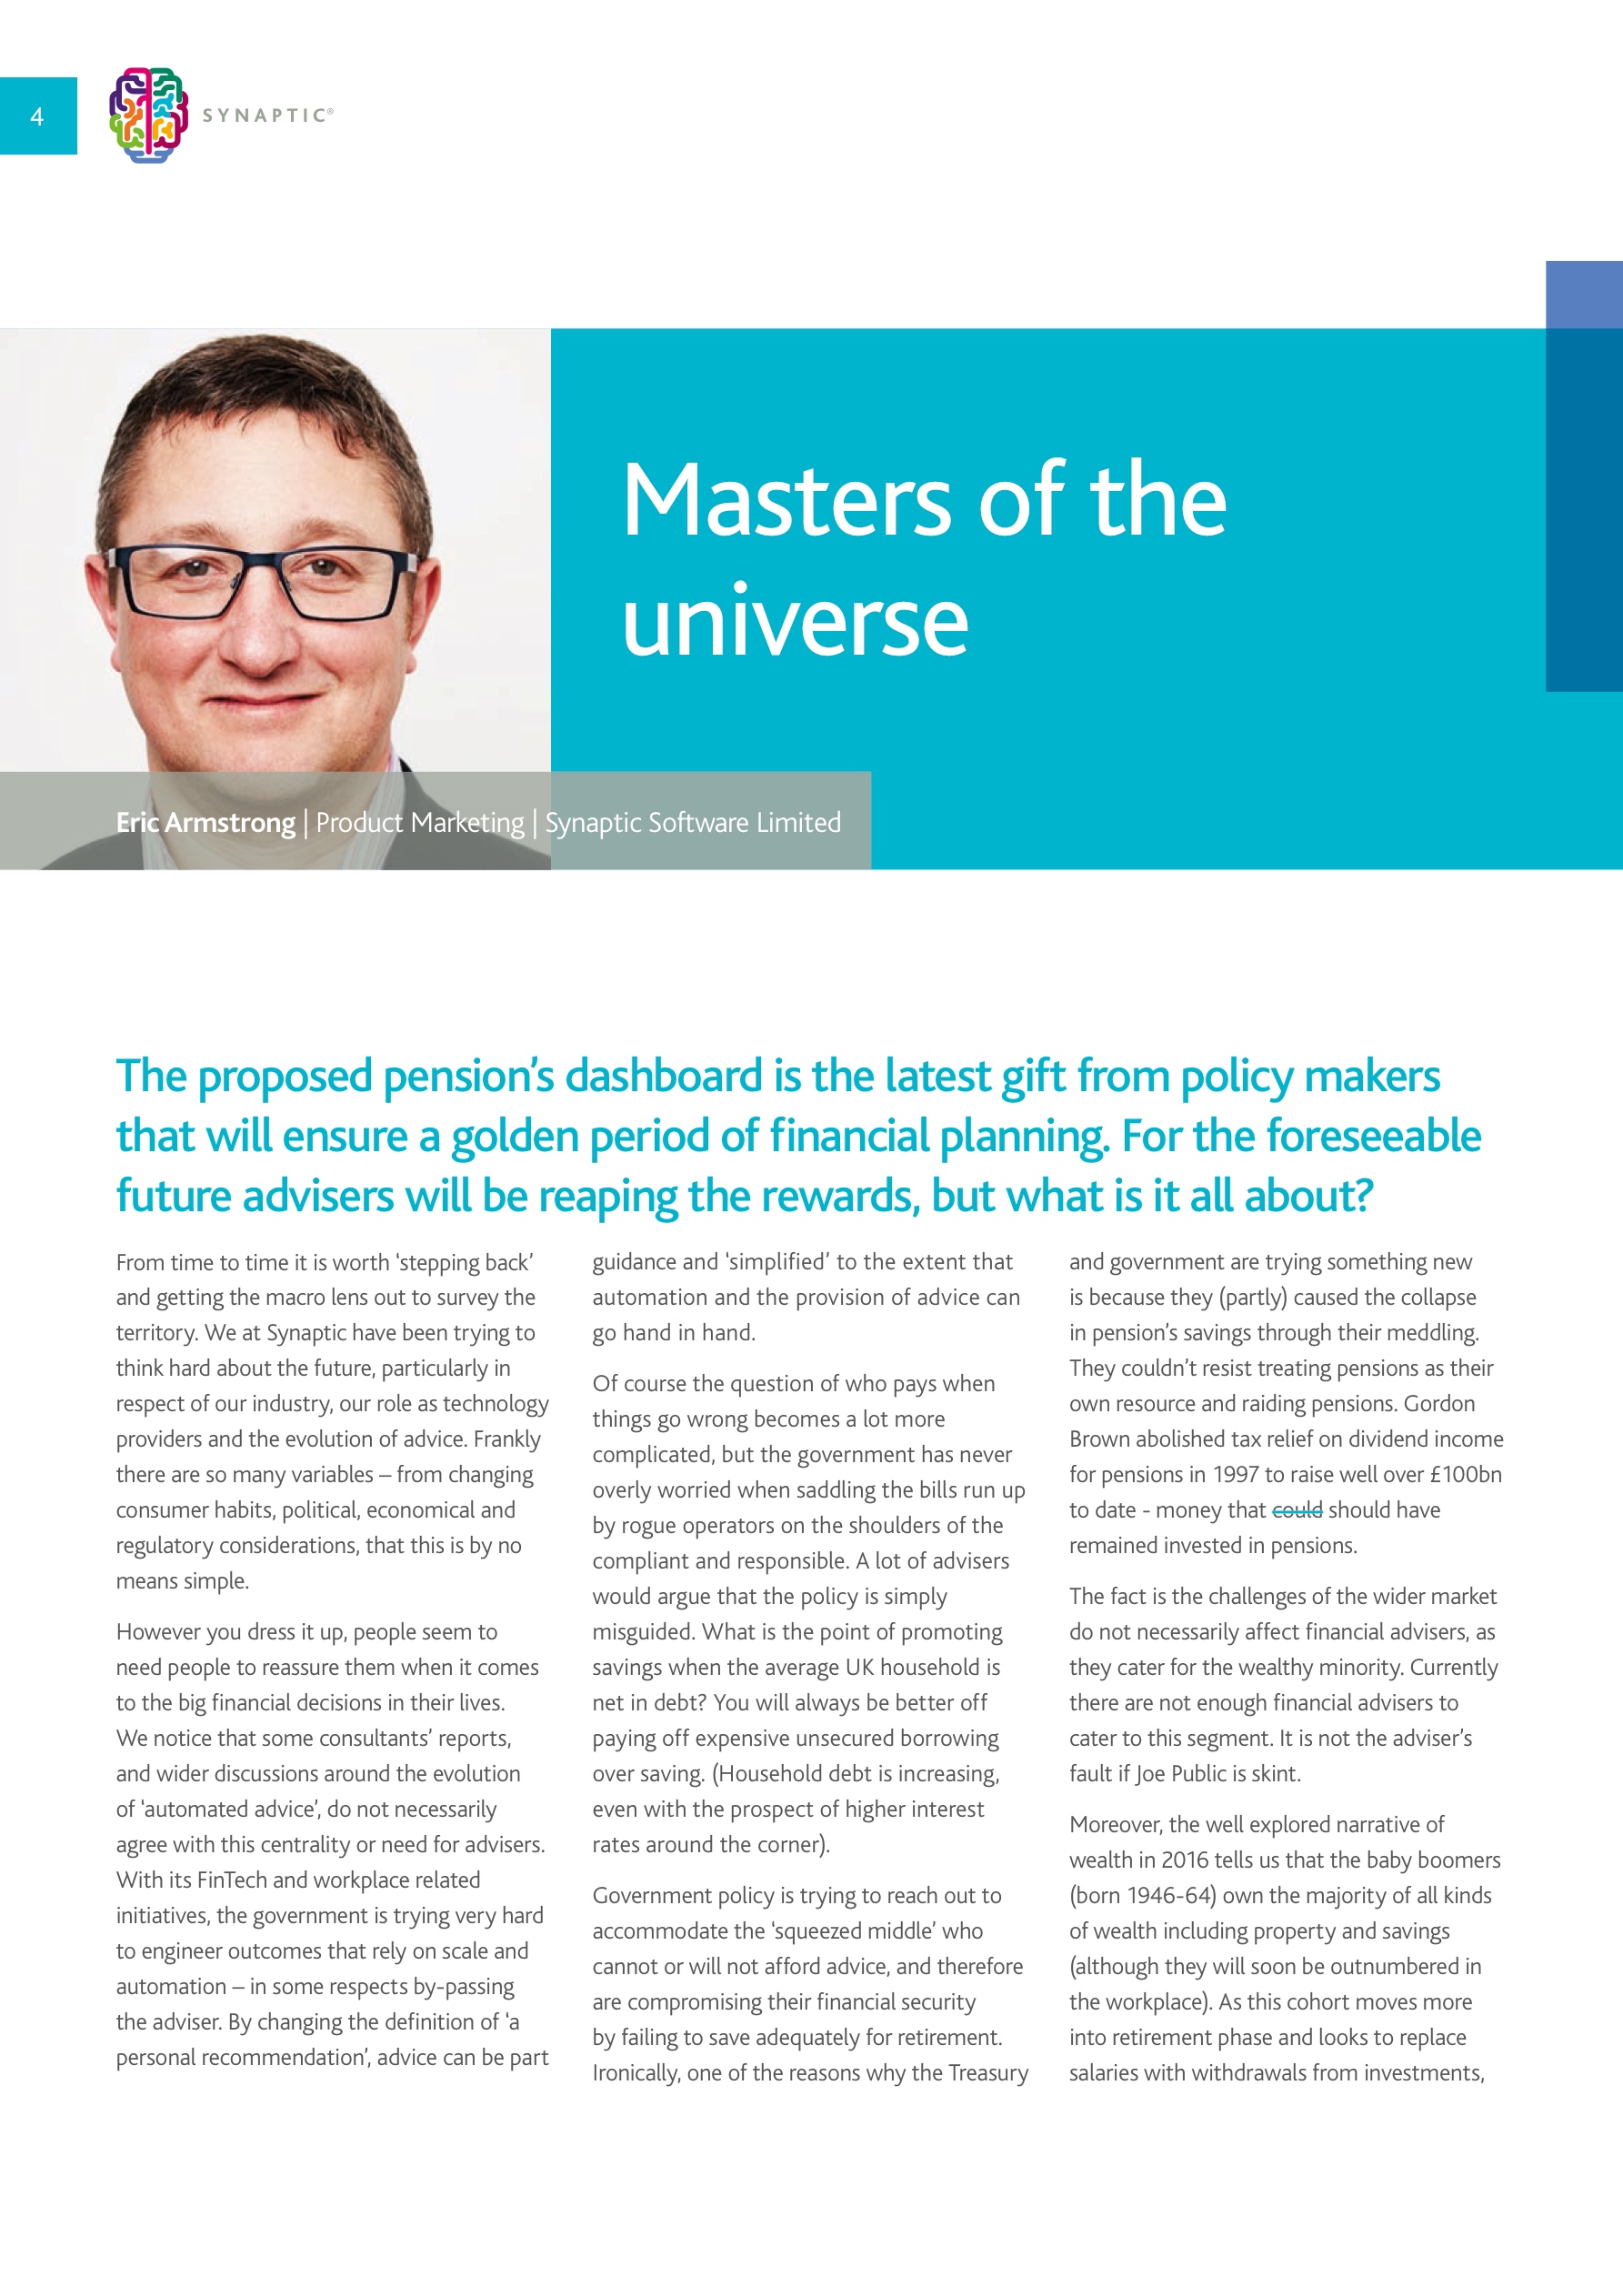 4
SYNAPTIC®
Masters of the
universe
Eric Armstrong | Product Marketing | Synaptic Software Limited
The proposed pension’s dashboard is the latest gift from policy makers
that will ensure a golden period of financial planning. For the foreseeable
future advisers will be reaping the rewards, but what is it all about?
From time to time it is worth ‘stepping back’
and getting the macro lens out to survey the
territory. We at Synaptic have been trying to
think hard about the future, particularly in
respect of our industry, our role as technology
providers and the evolution of advice. Frankly
there are so many variables – from changing
consumer habits, political, economical and
regulatory considerations, that this is by no
means simple.
However you dress it up, people seem to
need people to reassure them when it comes
to the big financial decisions in their lives.
We notice that some consultants’ reports,
and wider discussions around the evolution
of ‘automated advice’, do not necessarily
agree with this centrality or need for advisers.
With its FinTech and workplace related
initiatives, the government is trying very hard
to engineer outcomes that rely on scale and
automation – in some respects by-passing
the adviser. By changing the definition of ‘a
personal recommendation’, advice can be part
guidance and ‘simplified’ to the extent that
automation and the provision of advice can
go hand in hand.
Of course the question of who pays when
things go wrong becomes a lot more
complicated, but the government has never
overly worried when saddling the bills run up
by rogue operators on the shoulders of the
compliant and responsible. A lot of advisers
would argue that the policy is simply
misguided. What is the point of promoting
savings when the average UK household is
net in debt? You will always be better off
paying off expensive unsecured borrowing
over saving. (Household debt is increasing,
even with the prospect of higher interest
rates around the corner).
Government policy is trying to reach out to
accommodate the ‘squeezed middle’ who
cannot or will not afford advice, and therefore
are compromising their financial security
by failing to save adequately for retirement.
Ironically, one of the reasons why the Treasury
and government are trying something new
is because they (partly) caused the collapse
in pension’s savings through their meddling.
They couldn’t resist treating pensions as their
own resource and raiding pensions. Gordon
Brown abolished tax relief on dividend income
for pensions in 1997 to raise well over £100bn
to date - money that could should have
remained invested in pensions.
The fact is the challenges of the wider market
do not necessarily affect financial advisers, as
they cater for the wealthy minority. Currently
there are not enough financial advisers to
cater to this segment. It is not the adviser’s
fault if Joe Public is skint.
Moreover, the well explored narrative of
wealth in 2016 tells us that the baby boomers
(born 1946-64) own the majority of all kinds
of wealth including property and savings
(although they will soon be outnumbered in
the workplace). As this cohort moves more
into retirement phase and looks to replace
salaries with withdrawals from investments,